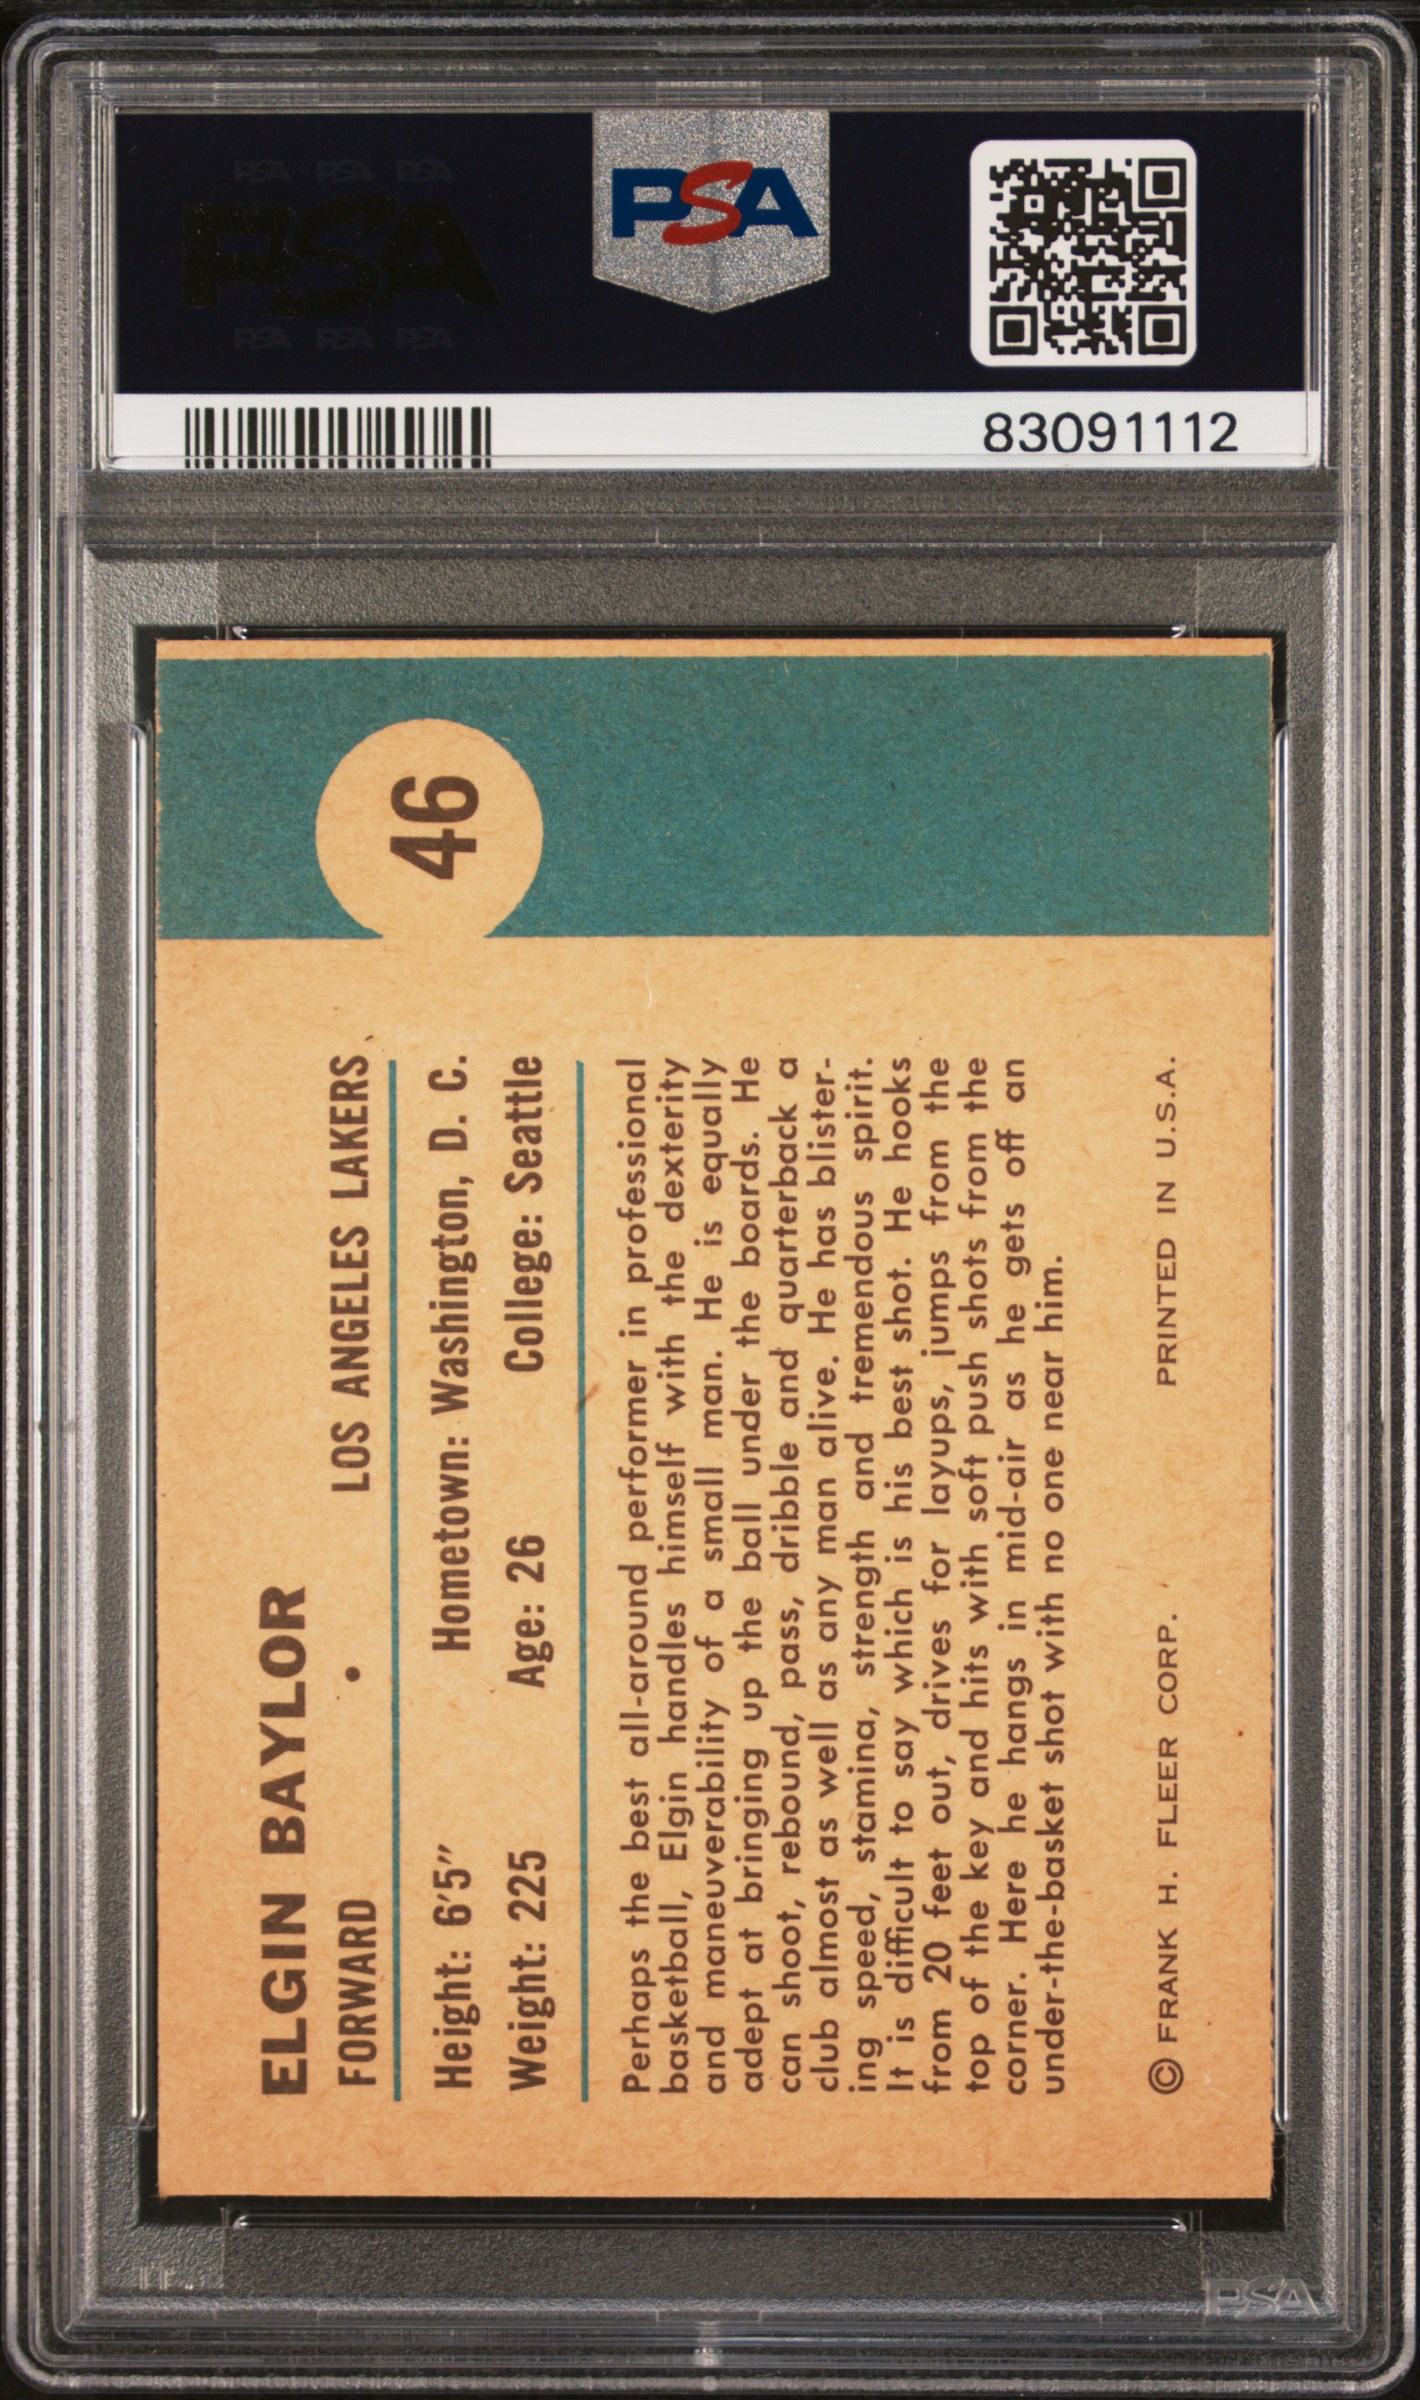 PSA PSA PSA
PSA
PSA PSA PSA
PSA
83091112
46
ELGIN BAYLOR
FORWARD • LOS ANGELES LAKERS
Height: 6'5" Hometown: Washington, D. C.
Weight: 225 Age: 26 College: Seattle
Perhaps the best all-around performer in professional
basketball, Elgin handles himself with the dexterity
and maneuverability of a small man. He is equally
adept at bringing up the ball under the boards. He
can shoot, rebound, pass, dribble and quarterback a
club almost as well as any man alive. He has blister-
ing speed, stamina, strength and tremendous spirit.
It is difficult to say which is his best shot. He hooks
from 20 feet out, drives for layups, jumps from the
top of the key and hits with soft push shots from the
corner. Here he hangs in mid-air as he gets off an
under-the-basket shot with no one near him.
© FRANK H. FLEER CORP. PRINTED IN U.S.A.
PSA